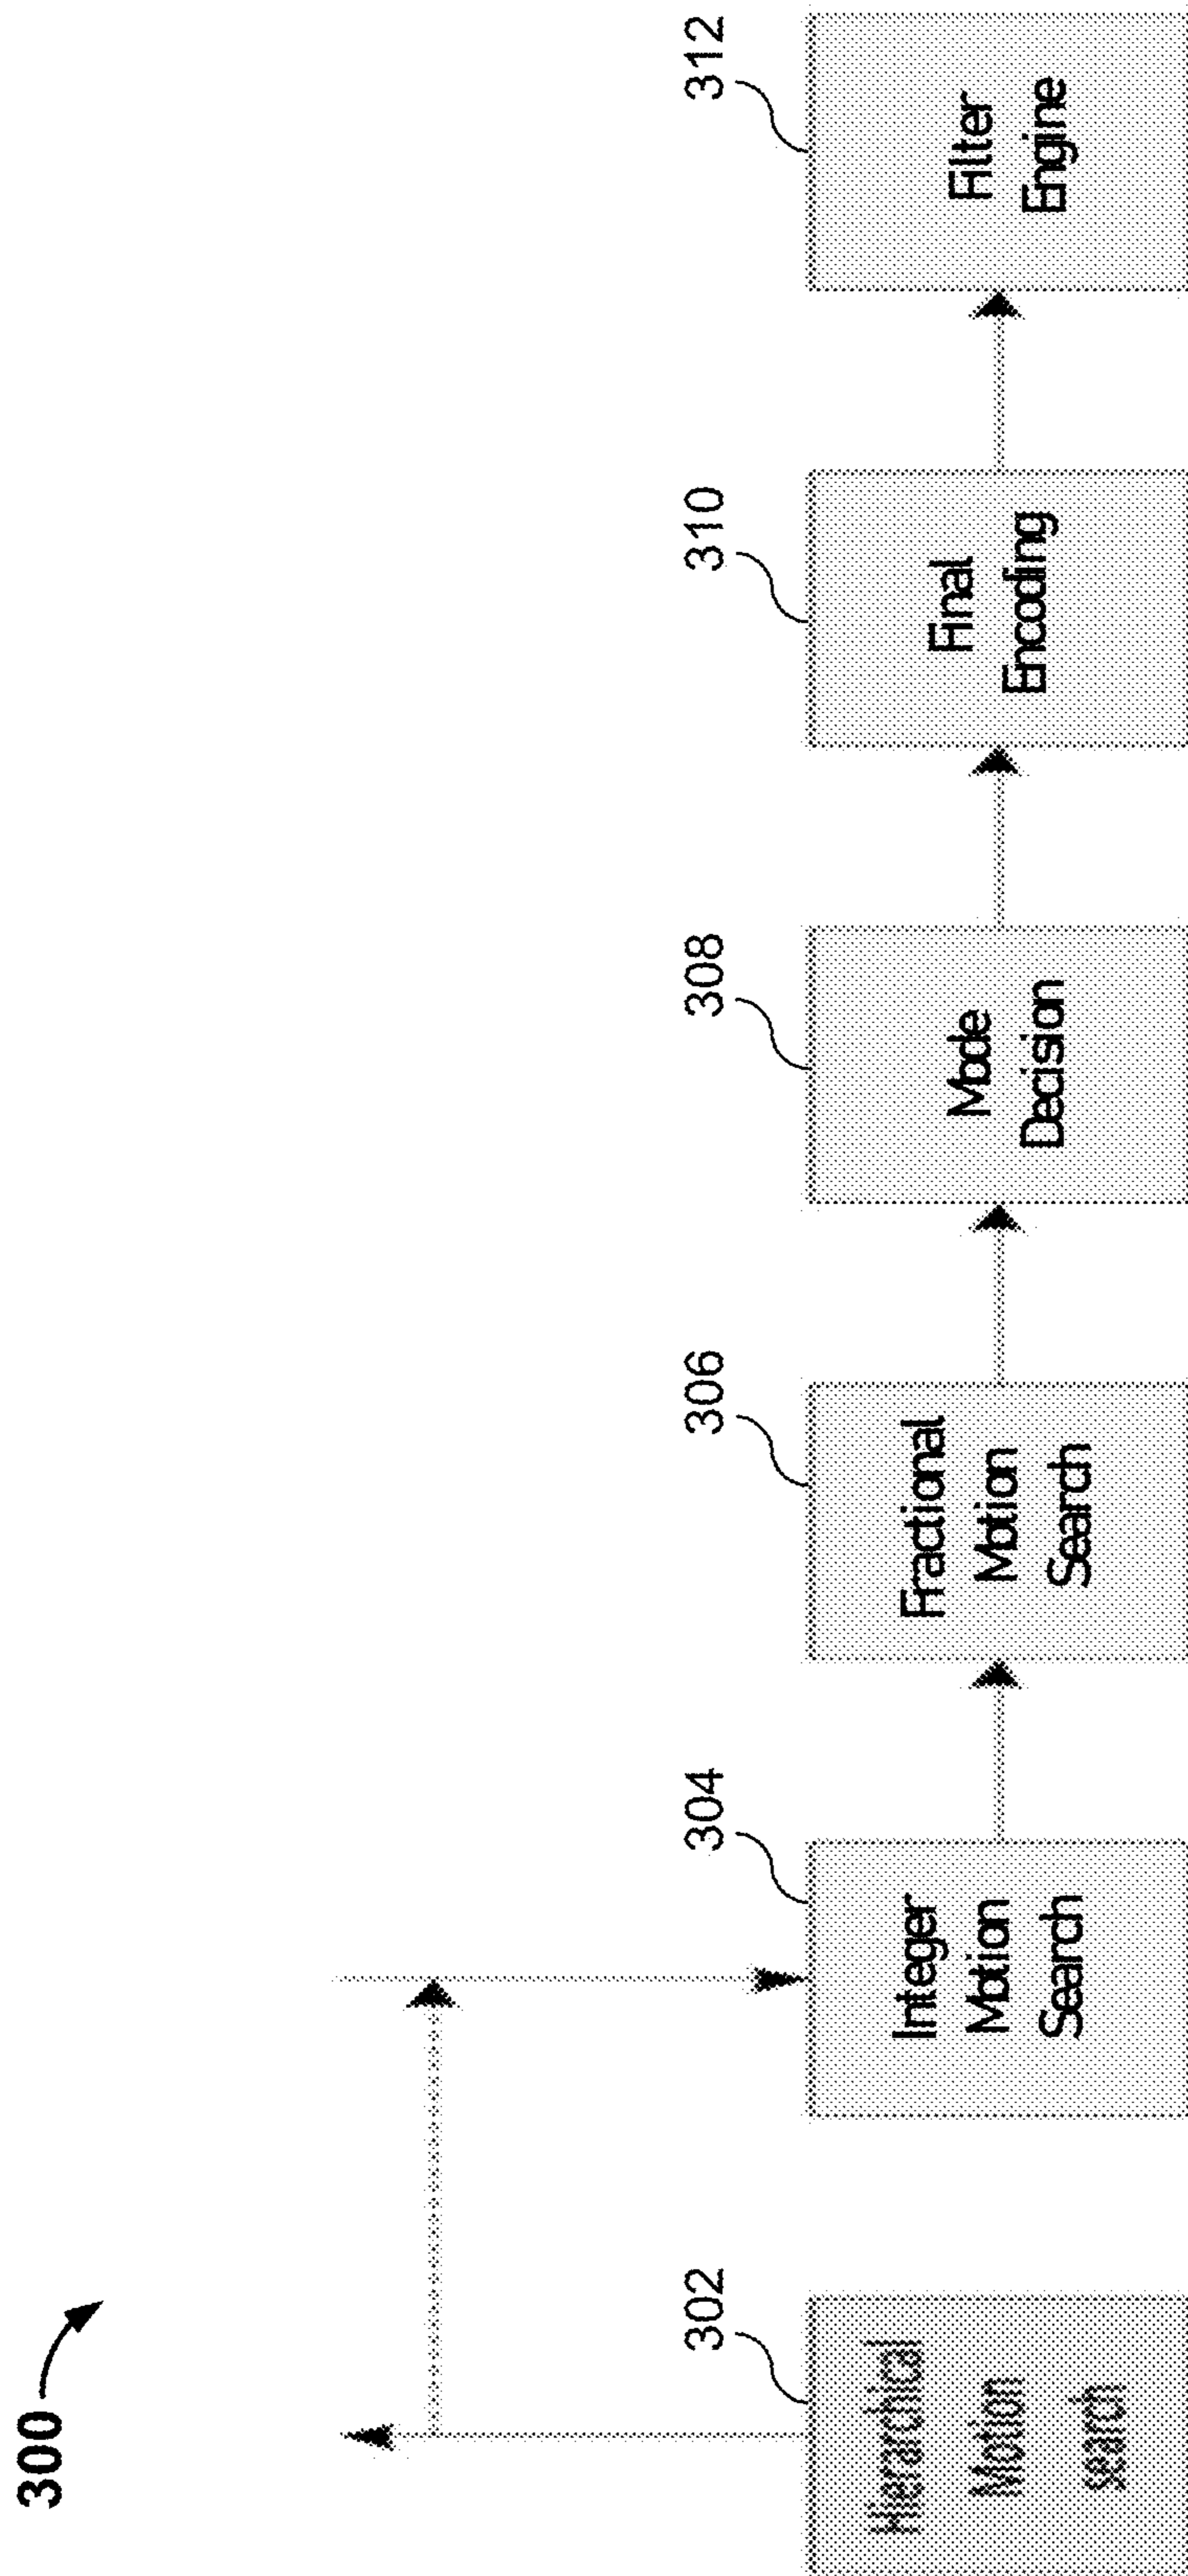 300
302
304
306
308
310
312
Hierarchical
Motion
search
Integer
Motion
Search
Fractional
Motion
Search
Mode
Decision
Final
Encoding
Filter
Engine